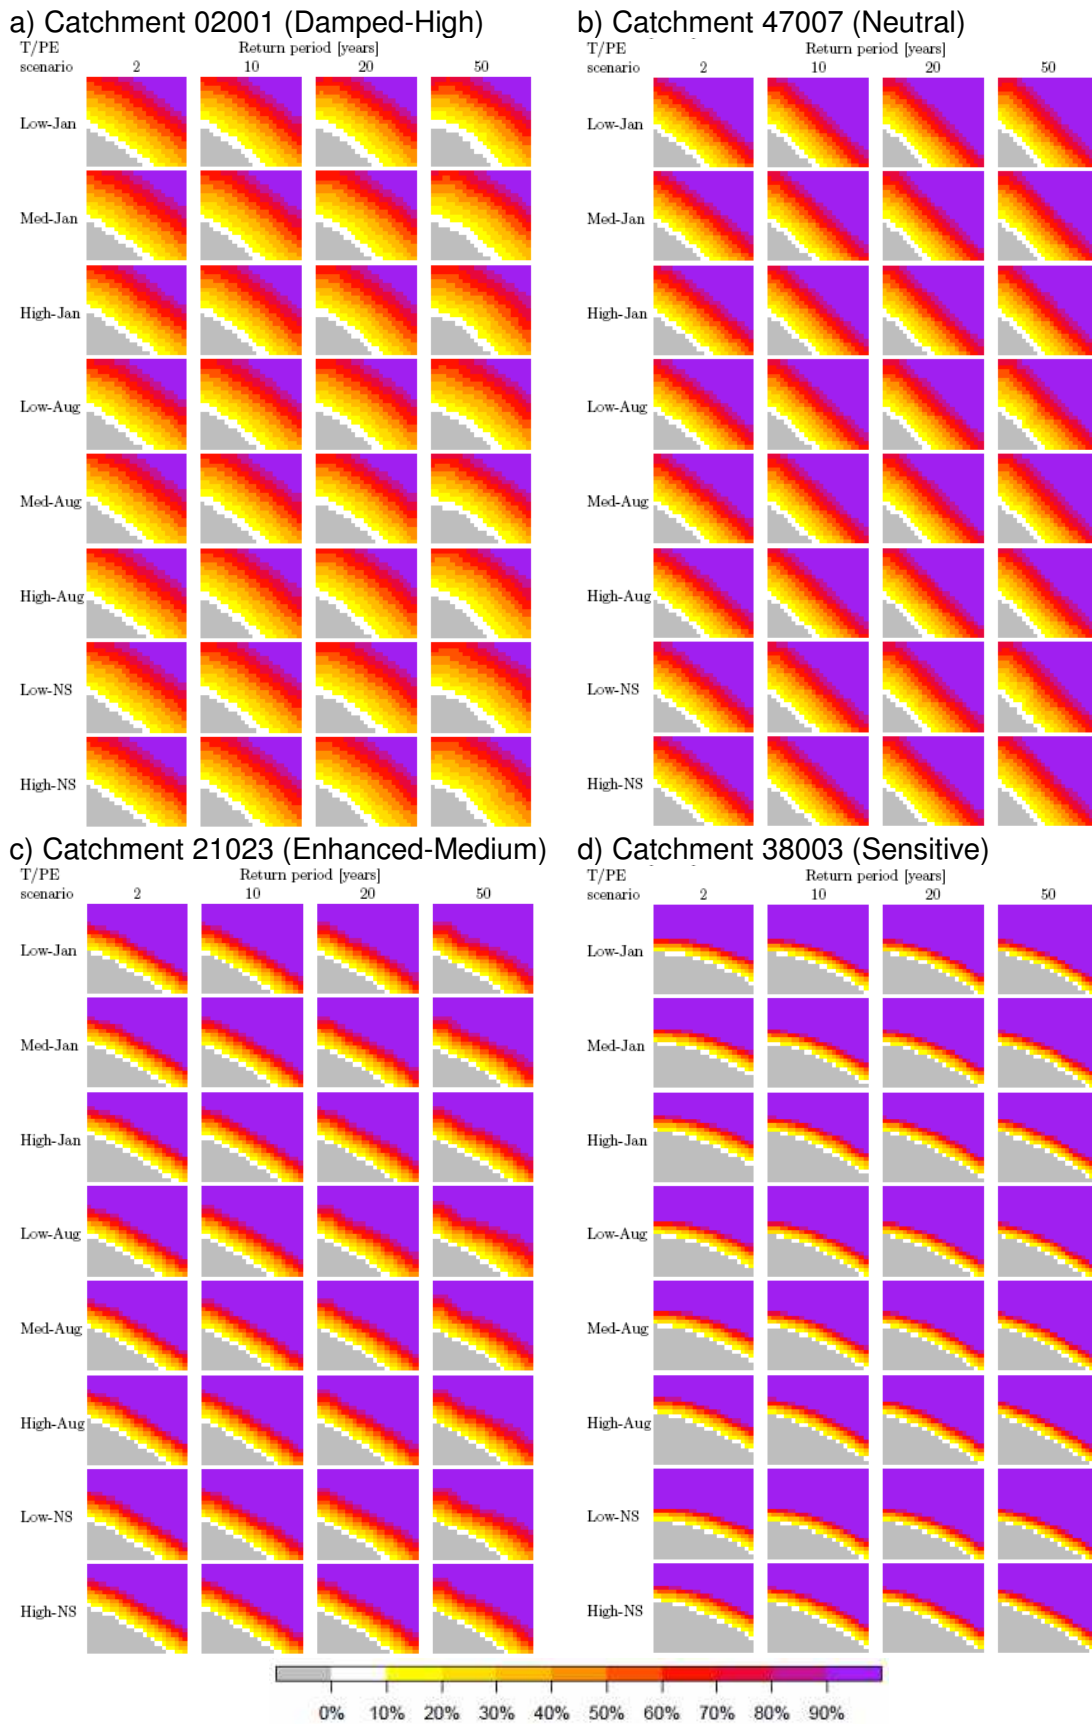 a) Catchment 02001 (Damped-High)
T/PE Return period [years]
scenario 2 10 20 50
Low-Jan
Med-Jan
High-Jan
Low-Aug
Med-Aug
High-Aug
Low-NS
High-NS
b) Catchment 47007 (Neutral)
T/PE Return period [years]
scenario 2 10 20 50
Low-Jan
Med-Jan
High-Jan
Low-Aug
Med-Aug
High-Aug
Low-NS
High-NS
c) Catchment 21023 (Enhanced-Medium)
T/PE Return period [years]
scenario 2 10 20 50
Low-Jan
Med-Jan
High-Jan
Low-Aug
Med-Aug
High-Aug
Low-NS
High-NS
d) Catchment 38003 (Sensitive)
T/PE Return period [years]
scenario 2 10 20 50
Low-Jan
Med-Jan
High-Jan
Low-Aug
Med-Aug
High-Aug
Low-NS
High-NS
0% 10% 20% 30% 40% 50% 60% 70% 80% 90%